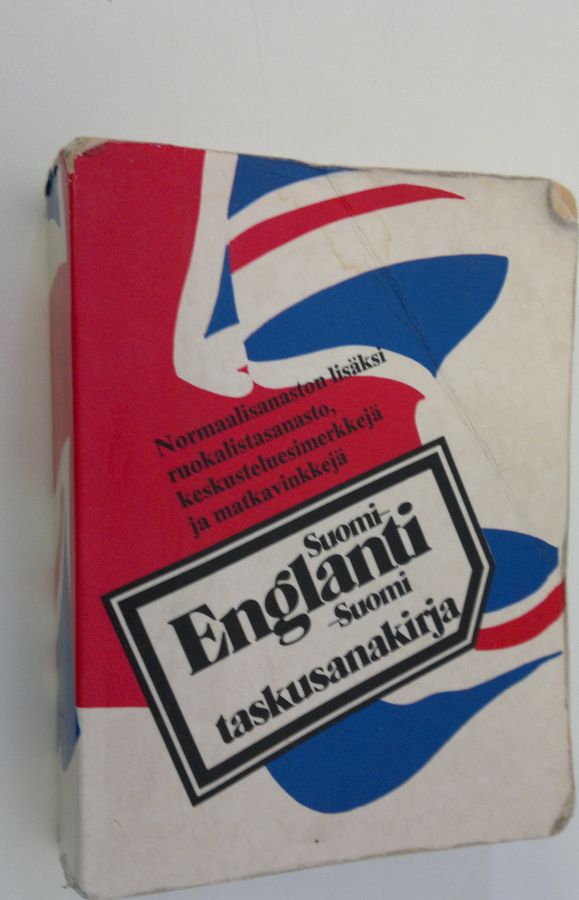 Normaalisanaston lisäksi
ruokalistasanasto,
keskusteluesimerkkejä
ja matkavinkkejä
Suomi–
Englanti
–Suomi
taskusanakirja